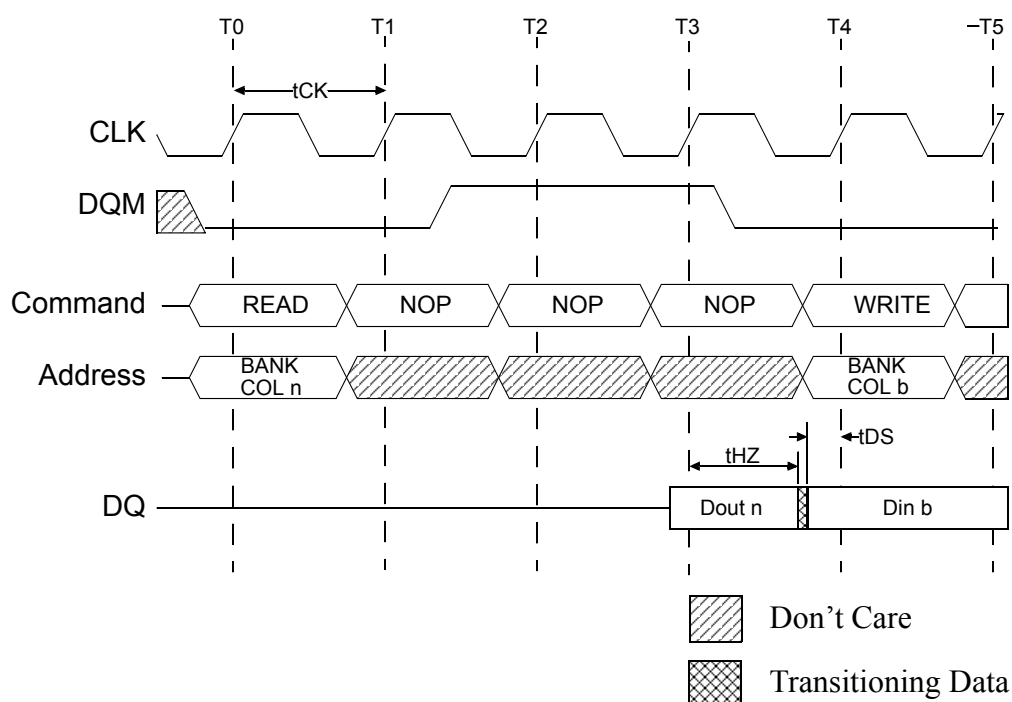 T0 T1 T2 T3 T4 –T5
tCK
CLK
DQM
Command READ NOP NOP NOP WRITE
Address BANK COL n BANK COL b
tDS
tHZ
DQ Dout n Din b
Don't Care
Transitioning Data